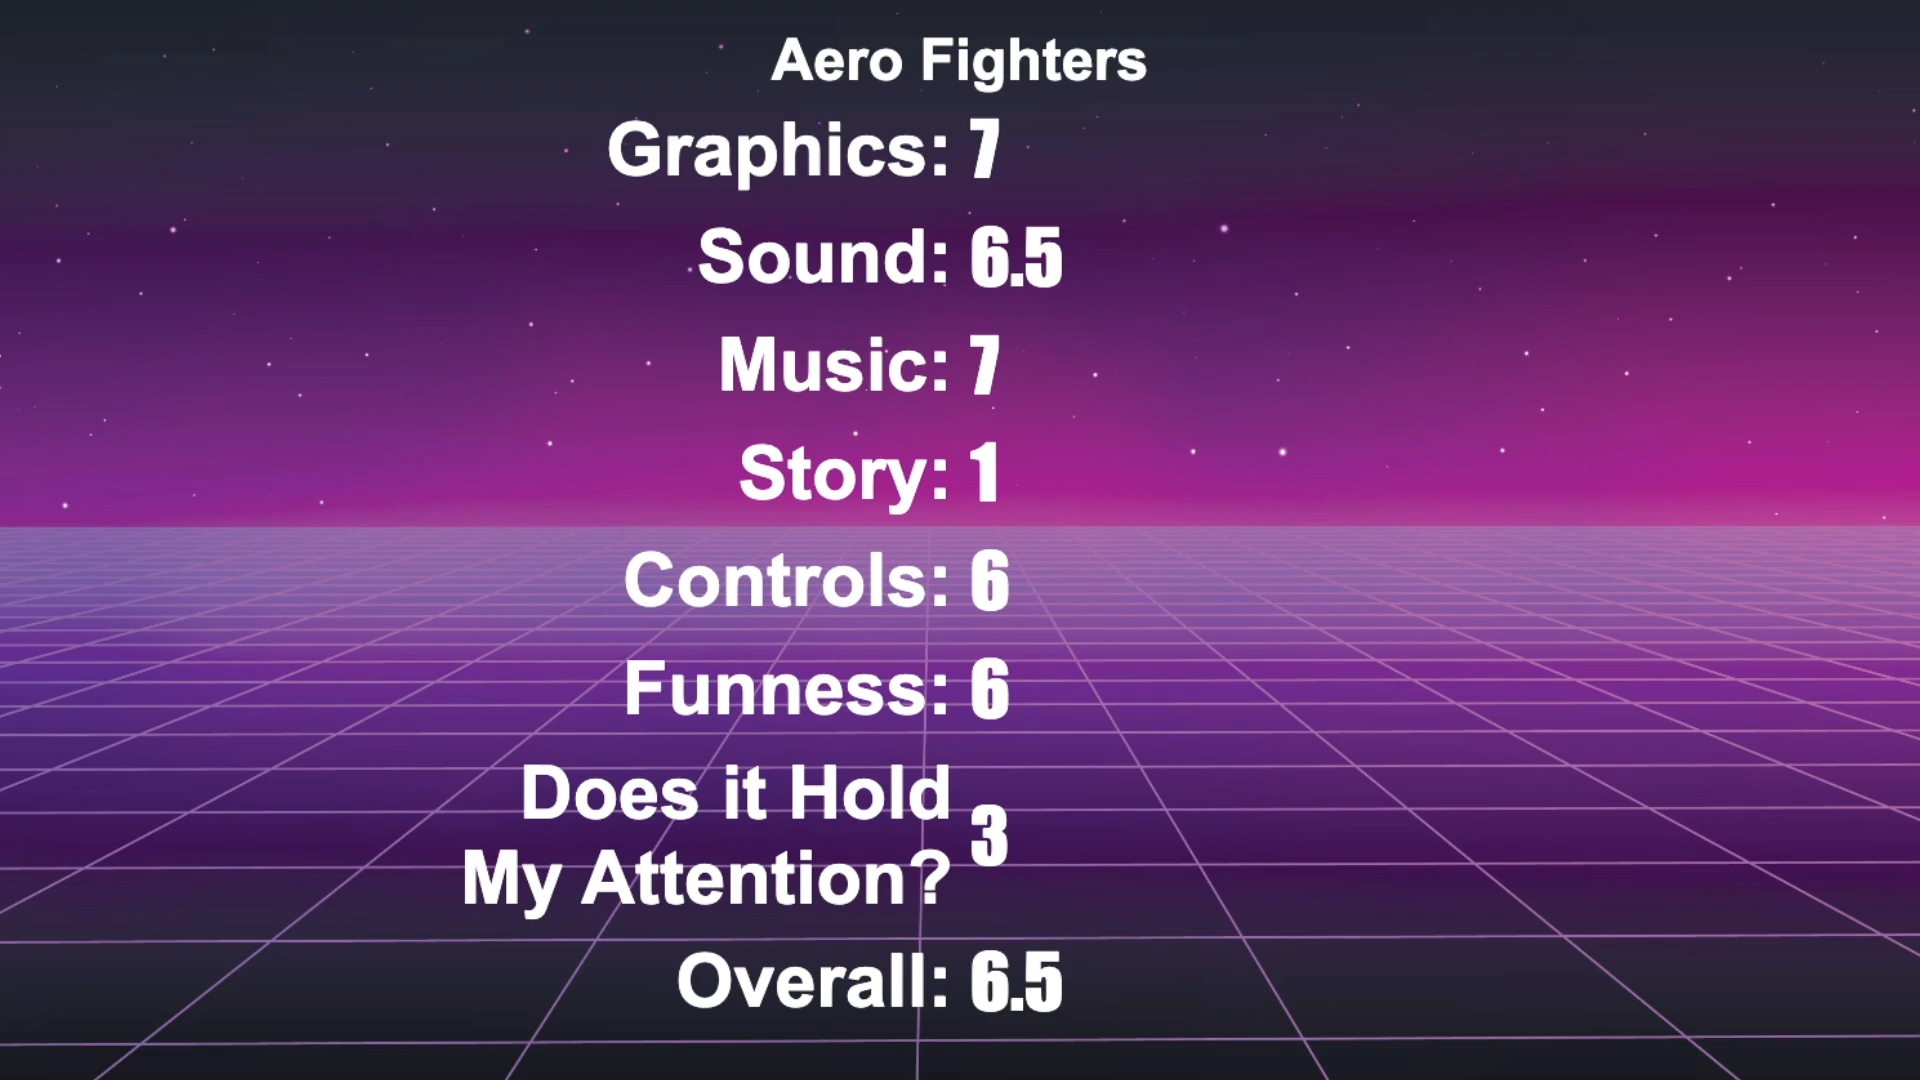 Aero Fighters
Graphics: 7
Sound: 6.5
Music: 7
Story: 1
Controls: 6
Funness: 6
Does it Hold
My Attention? 3
Overall: 6.5